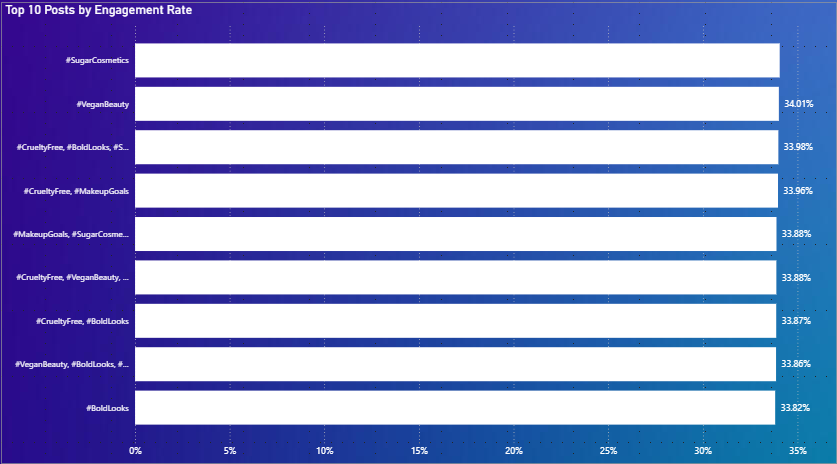 Top 10 Posts by Engagement Rate
#SugarCosmetics
#VeganBeauty 34.01%
#CrueltyFree, #BoldLooks, #S... 33.98%
#CrueltyFree, #MakeupGoals 33.96%
#MakeupGoals, #SugarCosme... 33.88%
#CrueltyFree, #VeganBeauty, ... 33.88%
#CrueltyFree, #BoldLooks 33.87%
#VeganBeauty, #BoldLooks, #... 33.86%
#BoldLooks 33.82%
0% 5% 10% 15% 20% 25% 30% 35%